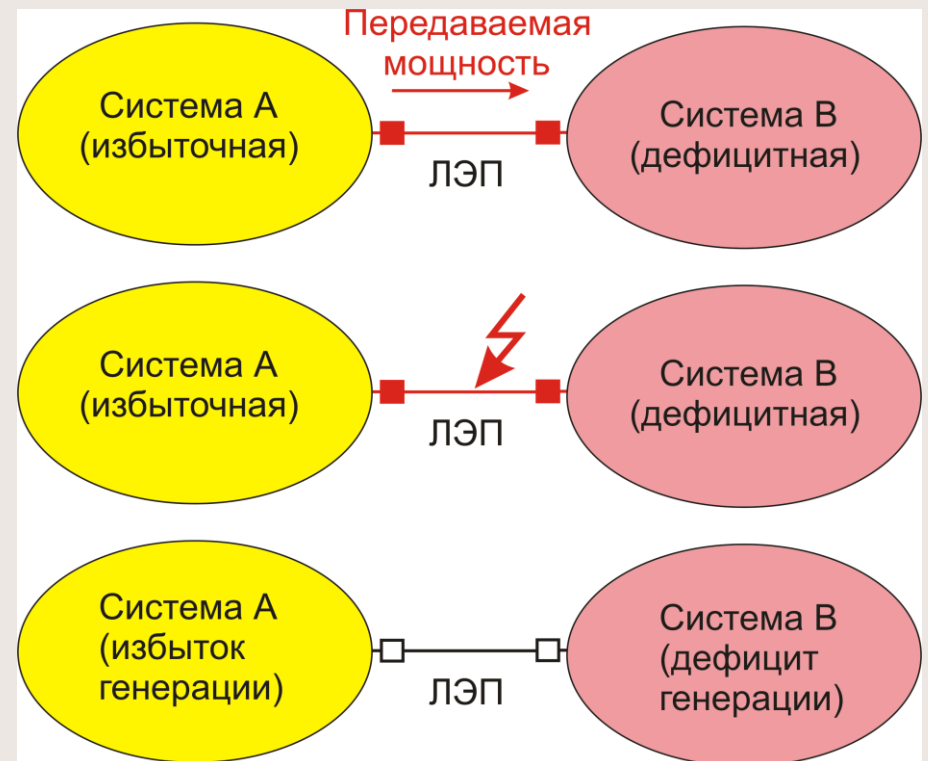 Передаваемая
мощность
Система А
(избыточная)
ЛЭП
Система В
(дефицитная)
Система А
(избыточная)
ЛЭП
Система В
(дефицитная)
Система А
(избыток
генерации)
ЛЭП
Система В
(дефицит
генерации)